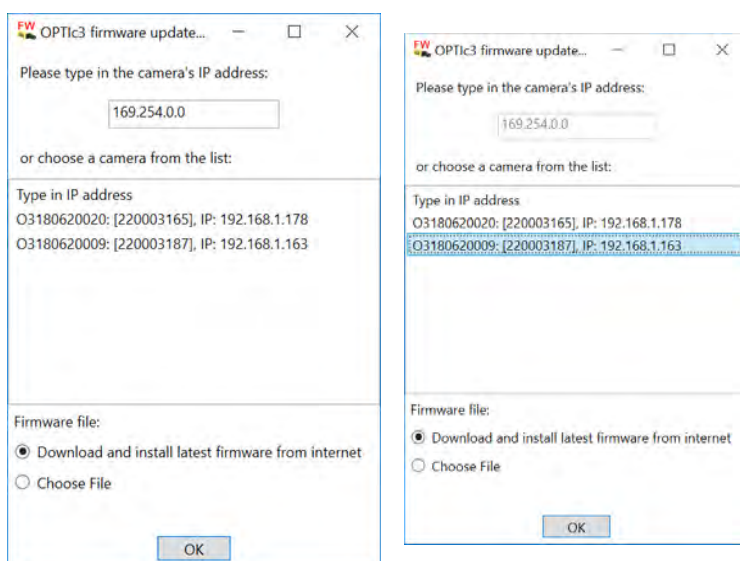 FW OPTIc3 firmware update...
Please type in the camera's IP address:
169.254.0.0
or choose a camera from the list:
Type in IP address
O3180620020: [220003165], IP: 192.168.1.178
O3180620009: [220003187], IP: 192.168.1.163
Firmware file:
Download and install latest firmware from internet
Choose File
OK
FW OPTIc3 firmware update...
Please type in the camera's IP address:
169.254.0.0
or choose a camera from the list:
Type in IP address
O3180620020: [220003165], IP: 192.168.1.178
O3180620009: [220003187], IP: 192.168.1.163
Firmware file:
Download and install latest firmware from internet
Choose File
OK